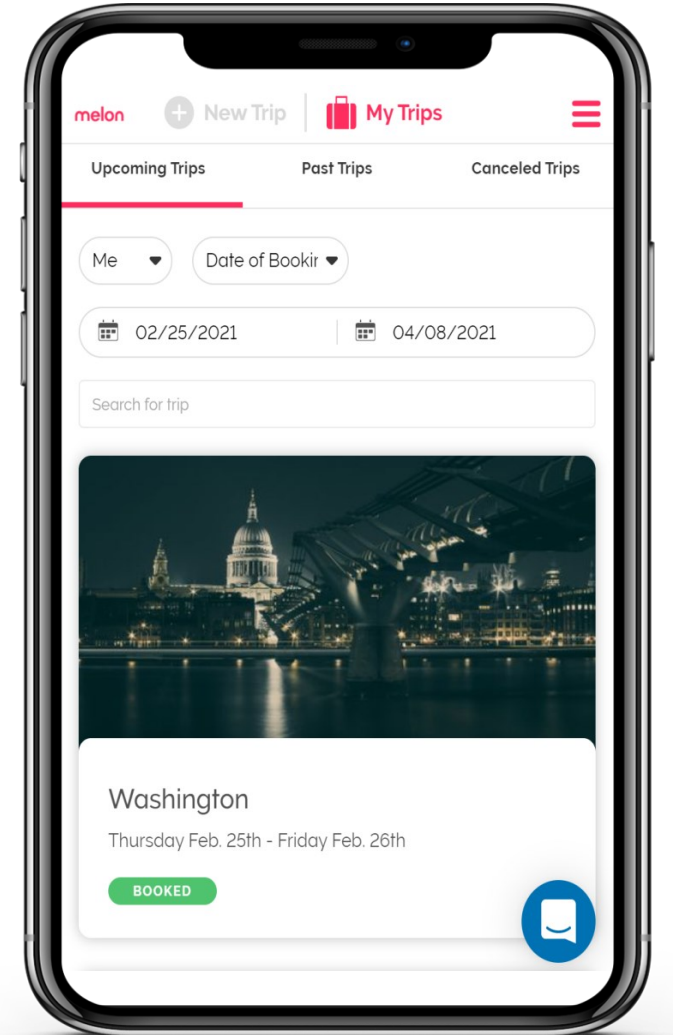 melon New Trip My Trips
Upcoming Trips Past Trips Canceled Trips
Me Date of Bookir
02/25/2021 04/08/2021
Search for trip
Washington
Thursday Feb. 25th - Friday Feb. 26th
BOOKED